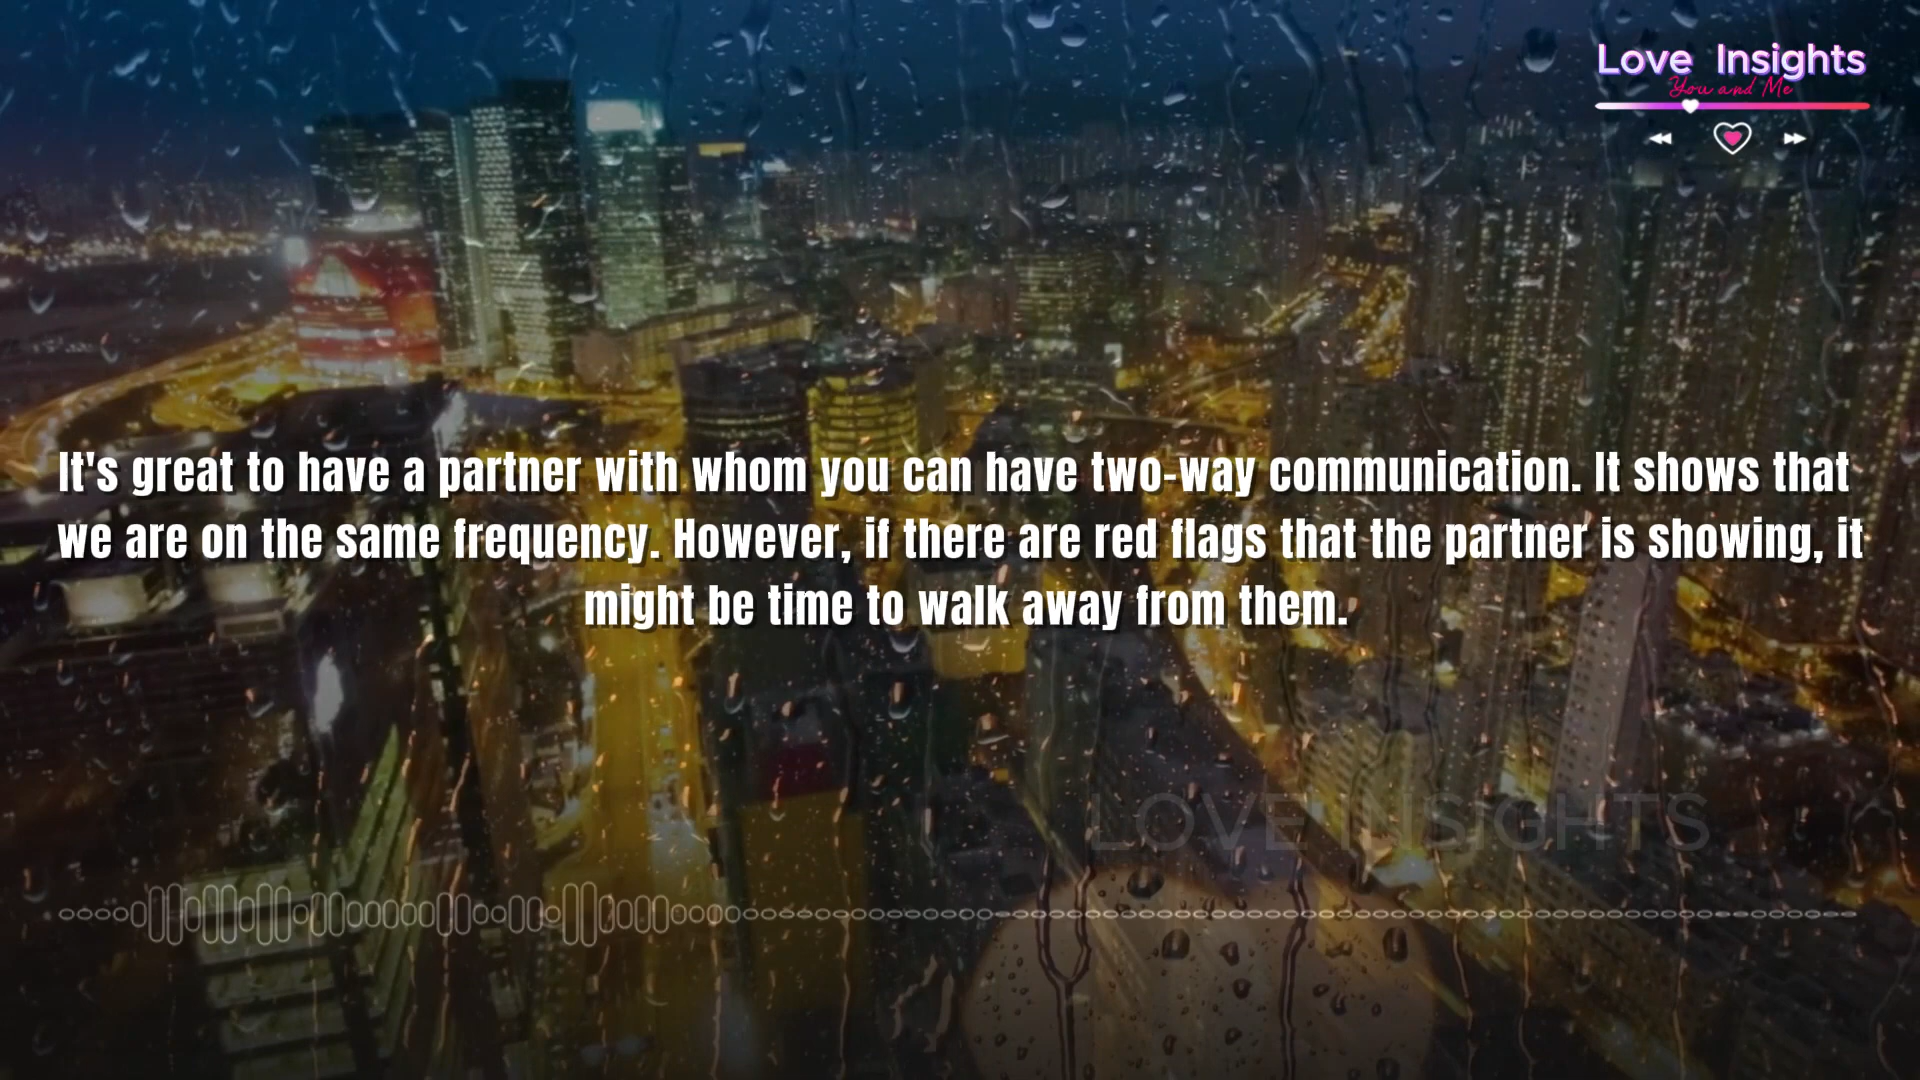 Love Insights
You and Me
It's great to have a partner with whom you can have two-way communication. It shows that
we are on the same frequency. However, if there are red flags that the partner is showing, it
might be time to walk away from them.
LOVE INSIGHTS